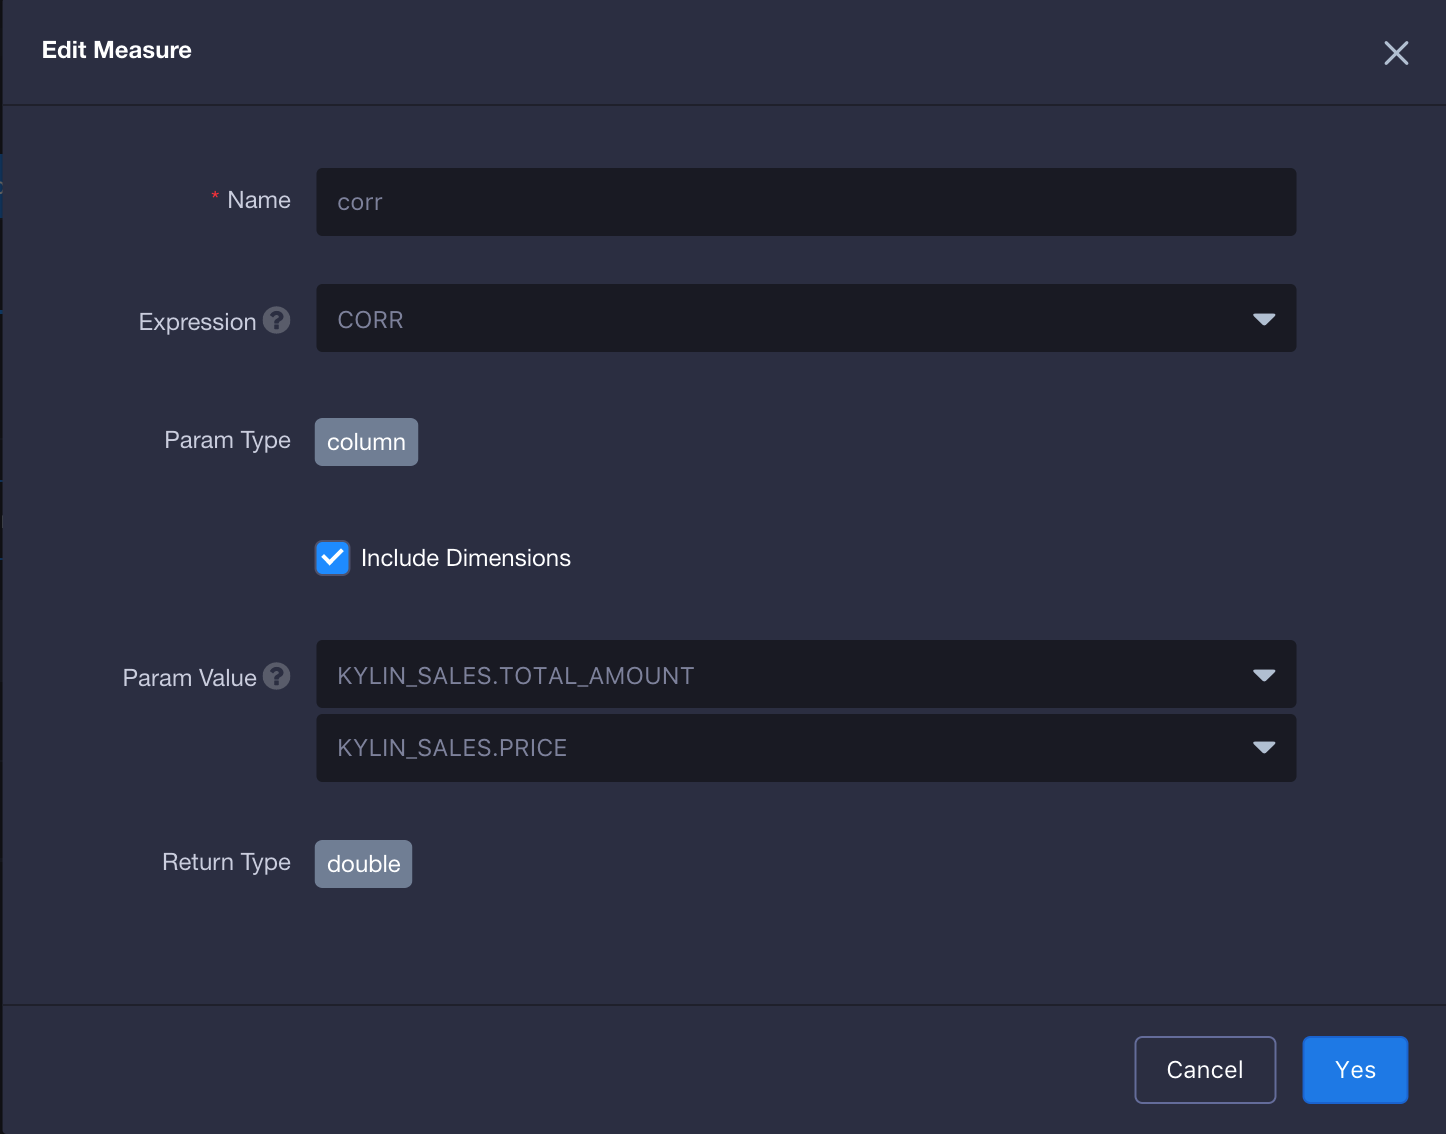 Edit Measure
* Name
corr
Expression ?
CORR
Param Type
column
Include Dimensions
Param Value ?
KYLIN_SALES.TOTAL_AMOUNT
KYLIN_SALES.PRICE
Return Type
double
Cancel
Yes